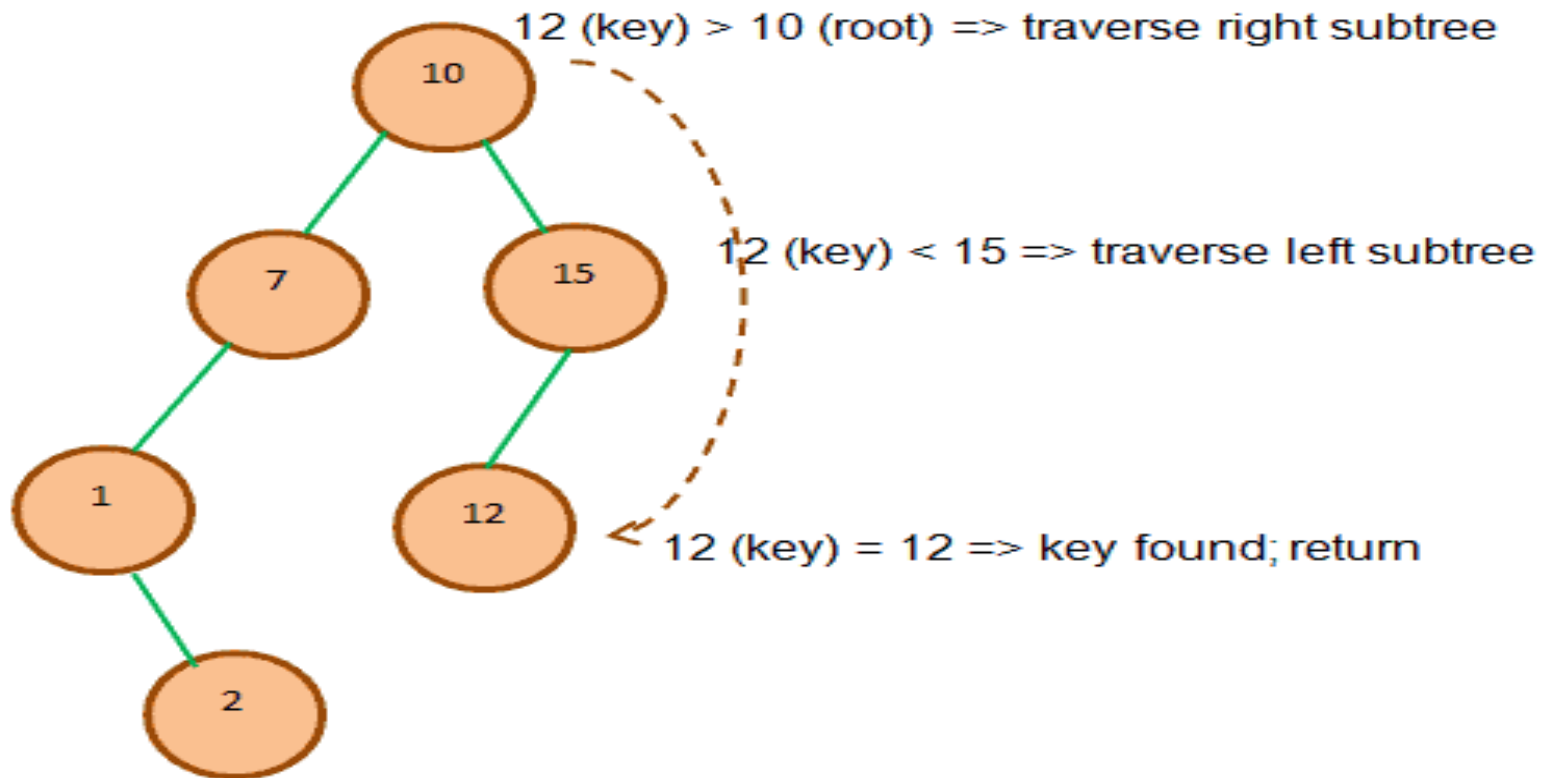 12 (key) > 10 (root) => traverse right subtree
10
12 (key) < 15 => traverse left subtree
7
15
1
12
12 (key) = 12 => key found; return
2